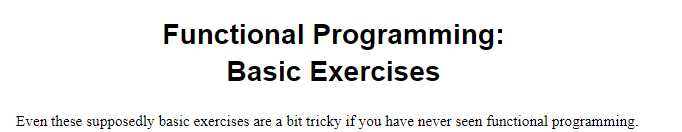 Functional Programming:
Basic Exercises
Even these supposedly basic exercises are a bit tricky if you have never seen functional programming.